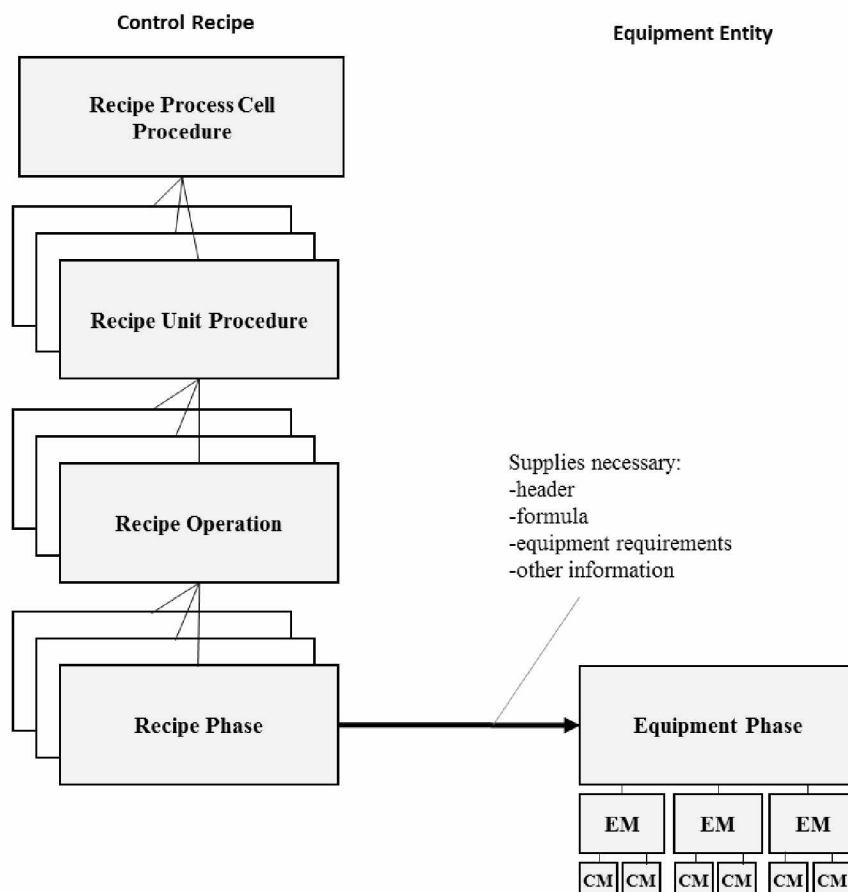 Control Recipe
Equipment Entity
Recipe Process Cell
Procedure
Recipe Unit Procedure
Recipe Operation
Supplies necessary:
-header
-formula
-equipment requirements
-other information
Recipe Phase
Equipment Phase
EM
EM
EM
CM
CM
CM
CM
CM
CM